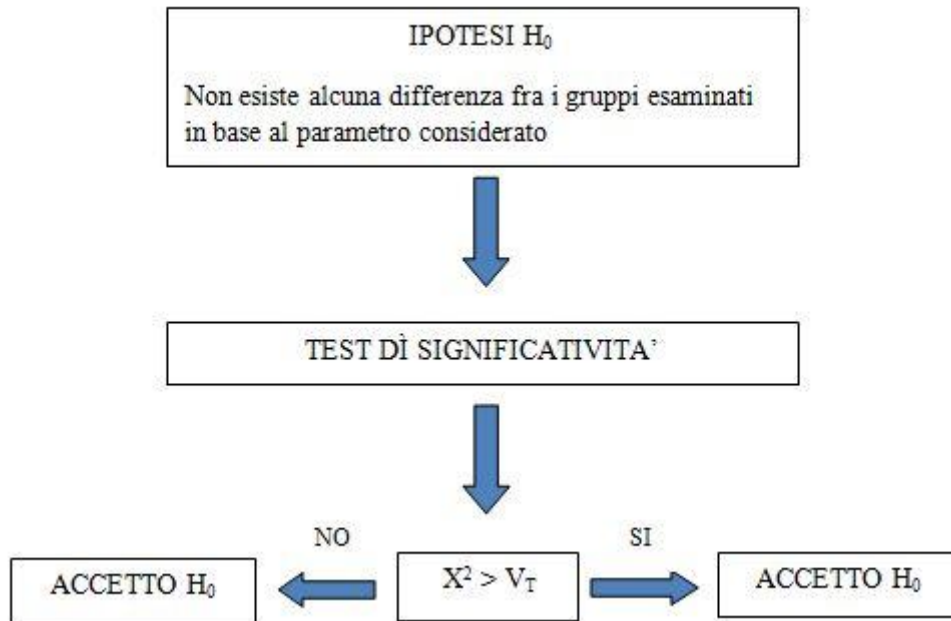 IPOTESI H₀
Non esiste alcuna differenza fra i gruppi esaminati
in base al parametro considerato
TEST DÌ SIGNIFICATIVITA’
NO
SI
ACCETTO H₀
X² > V_T
ACCETTO H₀